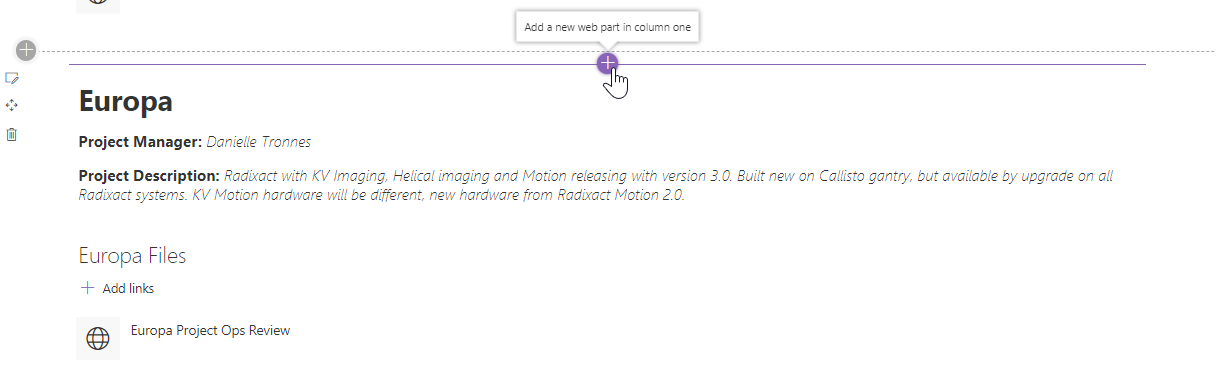 Add a new web part in column one
Europa
Project Manager: Danielle Tronnes
Project Description: Radixact with KV Imaging, Helical imaging and Motion releasing with version 3.0. Built new on Callisto gantry, but available by upgrade on all
Radixact systems. KV Motion hardware will be different, new hardware from Radixact Motion 2.0.
Europa Files
Add links
Europa Project Ops Review